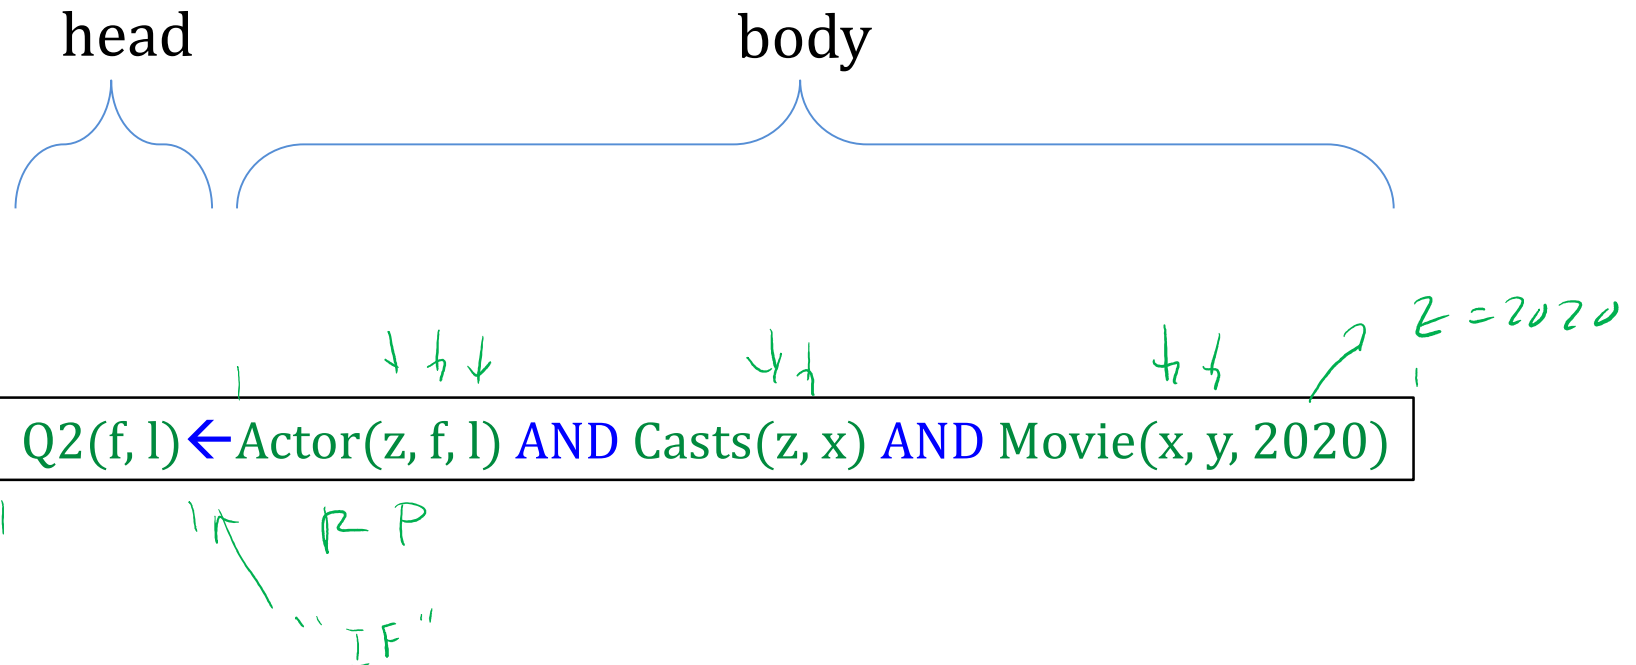 head body
Z = 2020
Q2(f, l)←Actor(z, f, l) AND Casts(z, x) AND Movie(x, y, 2020)
R P
"IF"